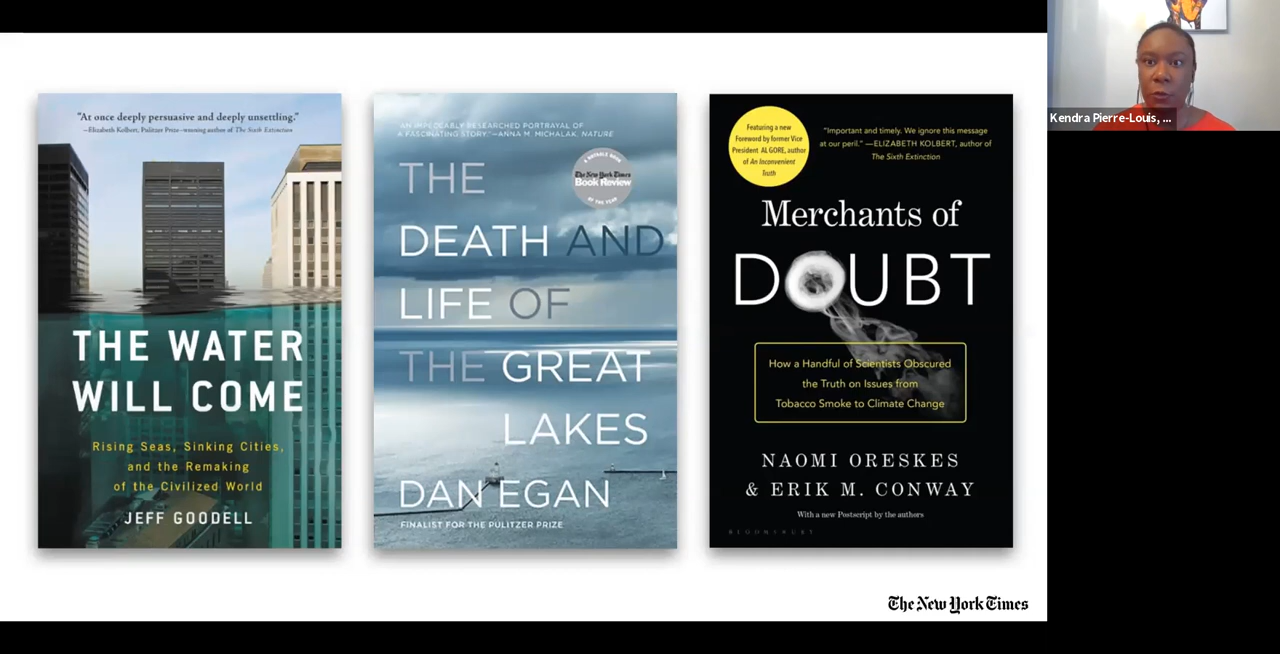 "At once deeply persuasive and deeply unsettling."
—Elizabeth Kolbert, Pulitzer Prize–winning author of The Sixth Extinction
THE WATER
WILL COME
Rising Seas, Sinking Cities,
and the Remaking
of the Civilized World
JEFF GOODELL
AN IMPECCABLY RESEARCHED PORTRAYAL OF
A FASCINATING STORY."—ANNA M. MICHALAK, NATURE
A NOTABLE BOOK
The New York Times
Book Review
OF THE YEAR
THE
DEATH AND
LIFE OF
THE GREAT
LAKES
DAN EGAN
FINALIST FOR THE PULITZER PRIZE
Featuring a new
Foreword by former Vice
President AL GORE, author
of An Inconvenient
Truth
"Important and timely. We ignore this message
at our peril." —ELIZABETH KOLBERT, author of
The Sixth Extinction
Merchants of
DOUBT
How a Handful of Scientists Obscured
the Truth on Issues from
Tobacco Smoke to Climate Change
NAOMI ORESKES
& ERIK M. CONWAY
With a new Postscript by the authors
BLOOMSBURY
The New York Times
Kendra Pierre-Louis, ...